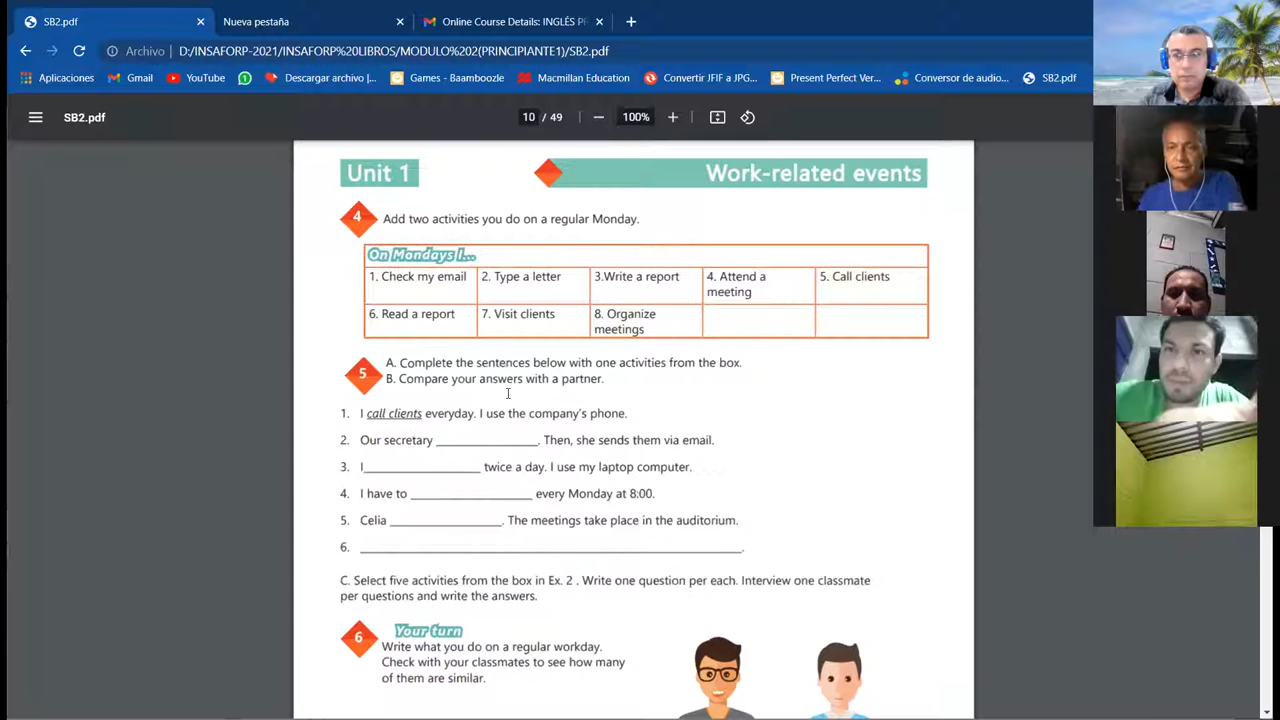 SB2.pdf
Nueva pestaña
Online Course Details: INGLÉS PI
Archivo
D:/INSAFORP-2021/INSAFORP%20LIBROS/MODULO%202(PRINCIPIANTE1)/SB2.pdf
Aplicaciones
Gmail
YouTube
Descargar archivo |...
Games - Baamboozle
Macmillan Education
Convertir JFIF a JPG...
Present Perfect Ver...
Conversor de audio...
SB2.pdf
SB2.pdf
10 / 49
100%
Unit 1
Work-related events
4 Add two activities you do on a regular Monday.
On Mondays I...
1. Check my email 2. Type a letter 3.Write a report 4. Attend a meeting 5. Call clients
6. Read a report 7. Visit clients 8. Organize meetings
5 A. Complete the sentences below with one activities from the box.
B. Compare your answers with a partner.
1. I call clients everyday. I use the company's phone.
2. Our secretary _______________. Then, she sends them via email.
3. I_________________ twice a day. I use my laptop computer.
4. I have to __________________ every Monday at 8:00.
5. Celia ________________. The meetings take place in the auditorium.
6. _______________________________________________________.
C. Select five activities from the box in Ex. 2 . Write one question per each. Interview one classmate
per questions and write the answers.
6 Your turn
Write what you do on a regular workday.
Check with your classmates to see how many
of them are similar.